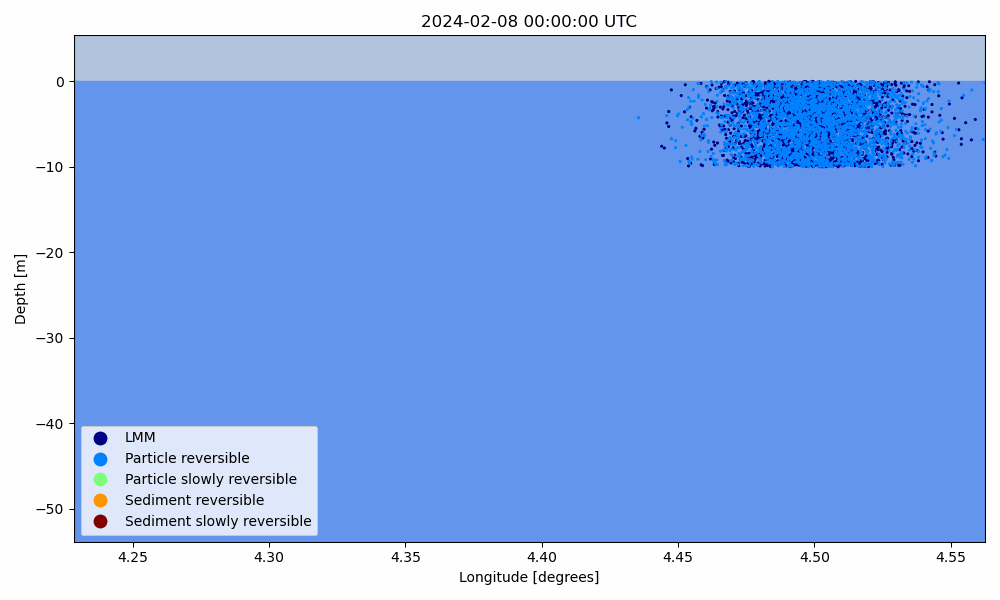 2024-02-08 00:00:00 UTC
Depth [m]
0
−10
−20
−30
−40
−50
LMM
Particle reversible
Particle slowly reversible
Sediment reversible
Sediment slowly reversible
4.25 4.30 4.35 4.40 4.45 4.50 4.55
Longitude [degrees]